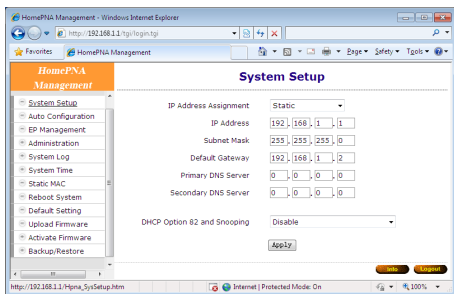 HomePNA Management - Windows Internet Explorer
http://192.168.1.1/tgi/login.tgi
Favorites
HomePNA Management
Page
Safety
Tools
HomePNA
Management
System Setup
Auto Configuration
EP Management
Administration
System Log
System Time
Static MAC
Reboot System
Default Setting
Upload Firmware
Activate Firmware
Backup/Restore
System Setup
IP Address Assignment Static
IP Address 192 . 168 . 1 . 1
Subnet Mask 255 . 255 . 255 . 0
Default Gateway 192 . 168 . 1 . 2
Primary DNS Server 0 . 0 . 0 . 0
Secondary DNS Server 0 . 0 . 0 . 0
DHCP Option 82 and Snooping Disable
Apply
Info Logout
http://192.168.1.1/Hpna_SysSetup.htm
Internet | Protected Mode: On
100%